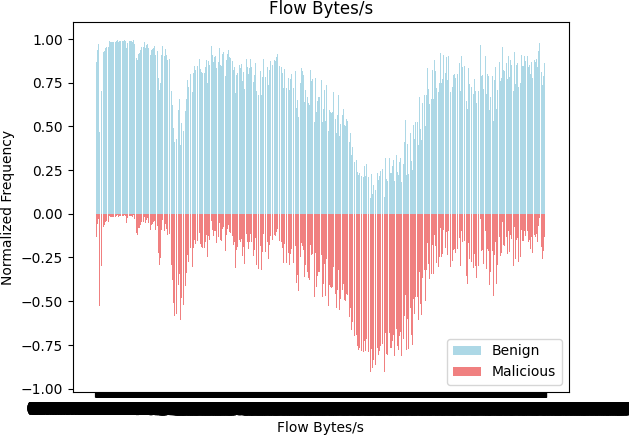 Flow Bytes/s
1.00
0.75
0.50
0.25
0.00
−0.25
−0.50
−0.75
−1.00
Normalized Frequency
Benign
Malicious
Flow Bytes/s